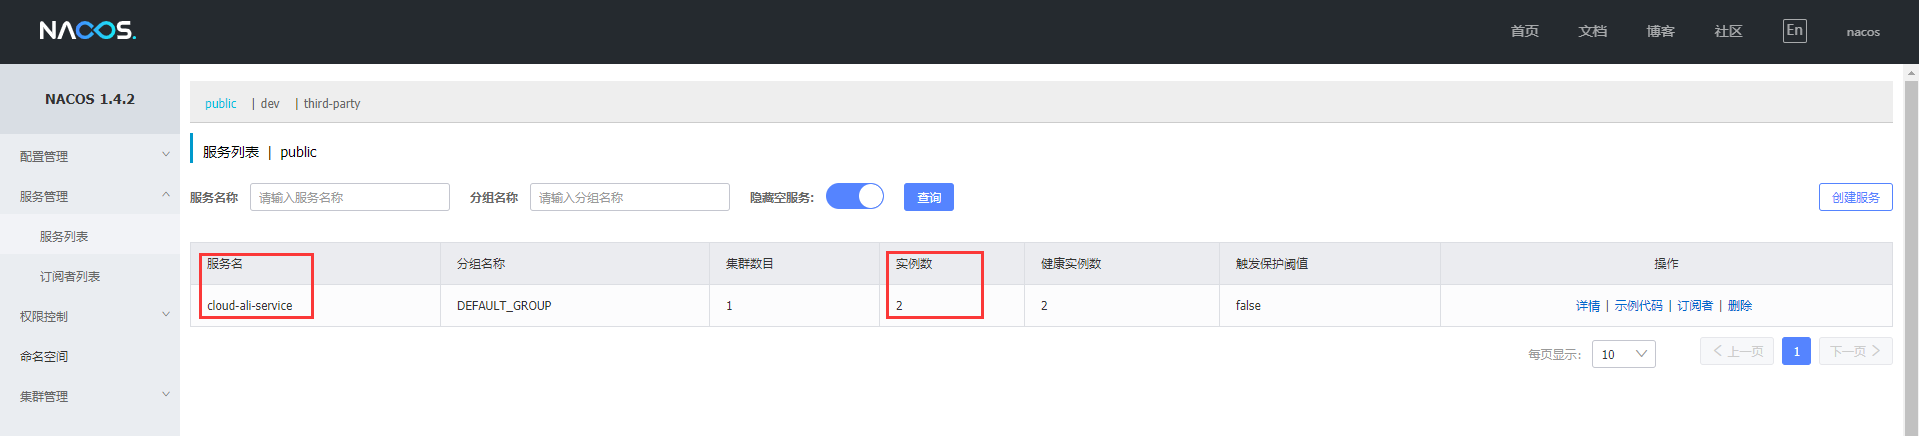 NACOS.
首页 文档 博客 社区 En nacos
NACOS 1.4.2
配置管理
服务管理
服务列表
订阅者列表
权限控制
命名空间
集群管理
public | dev | third-party
服务列表 | public
服务名称 请输入服务名称 分组名称 请输入分组名称 隐藏空服务: 查询 创建服务
服务名 分组名称 集群数目 实例数 健康实例数 触发保护阈值 操作
cloud-ali-service DEFAULT_GROUP 1 2 2 false 详情 | 示例代码 | 订阅者 | 删除
每页显示: 10 上一页 1 下一页